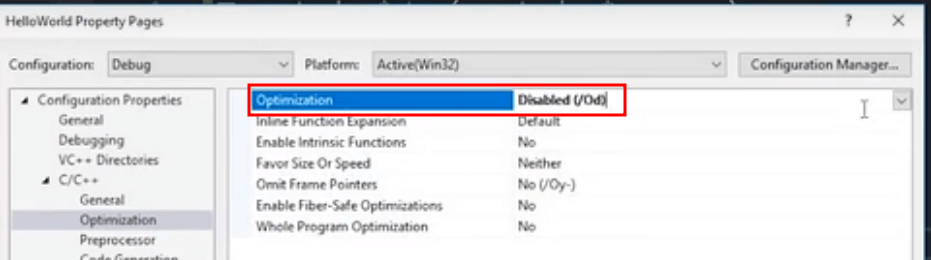 HelloWorld Property Pages ? ×
Configuration: Debug Platform: Active(Win32) Configuration Manager...
Configuration Properties
General
Debugging
VC++ Directories
C/C++
General
Optimization
Preprocessor
Code Generation
Optimization Disabled (/Od)
Inline Function Expansion Default
Enable Intrinsic Functions No
Favor Size Or Speed Neither
Omit Frame Pointers No (/Oy-)
Enable Fiber-Safe Optimizations No
Whole Program Optimization No